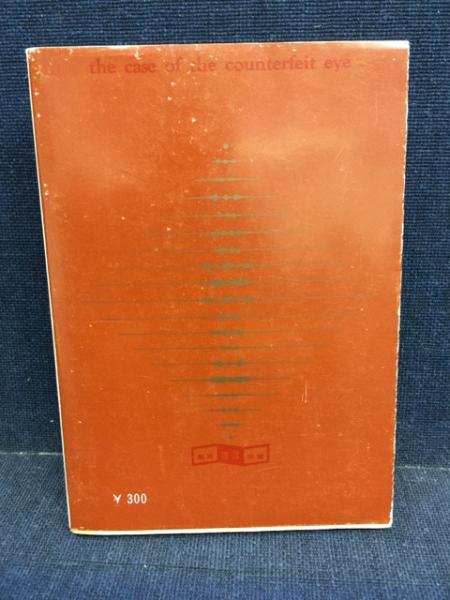 the case of the counterfeit eye
¥ 300